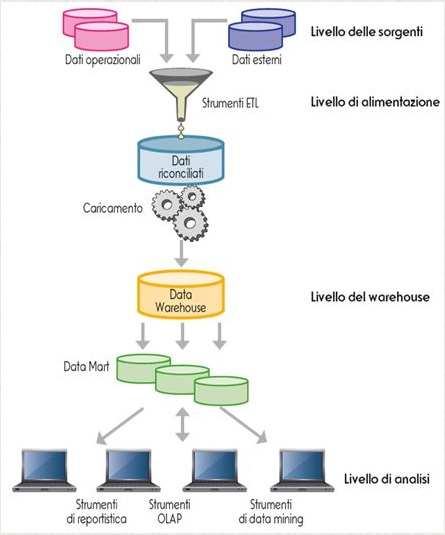 Livello delle sorgenti
Dati operazionali
Dati esterni
Strumenti ETL
Livello di alimentazione
Dati
riconciliati
Caricamento
Data
Warehouse
Livello del warehouse
Data Mart
Livello di analisi
Strumenti
di reportistica
Strumenti
OLAP
Strumenti
di data mining